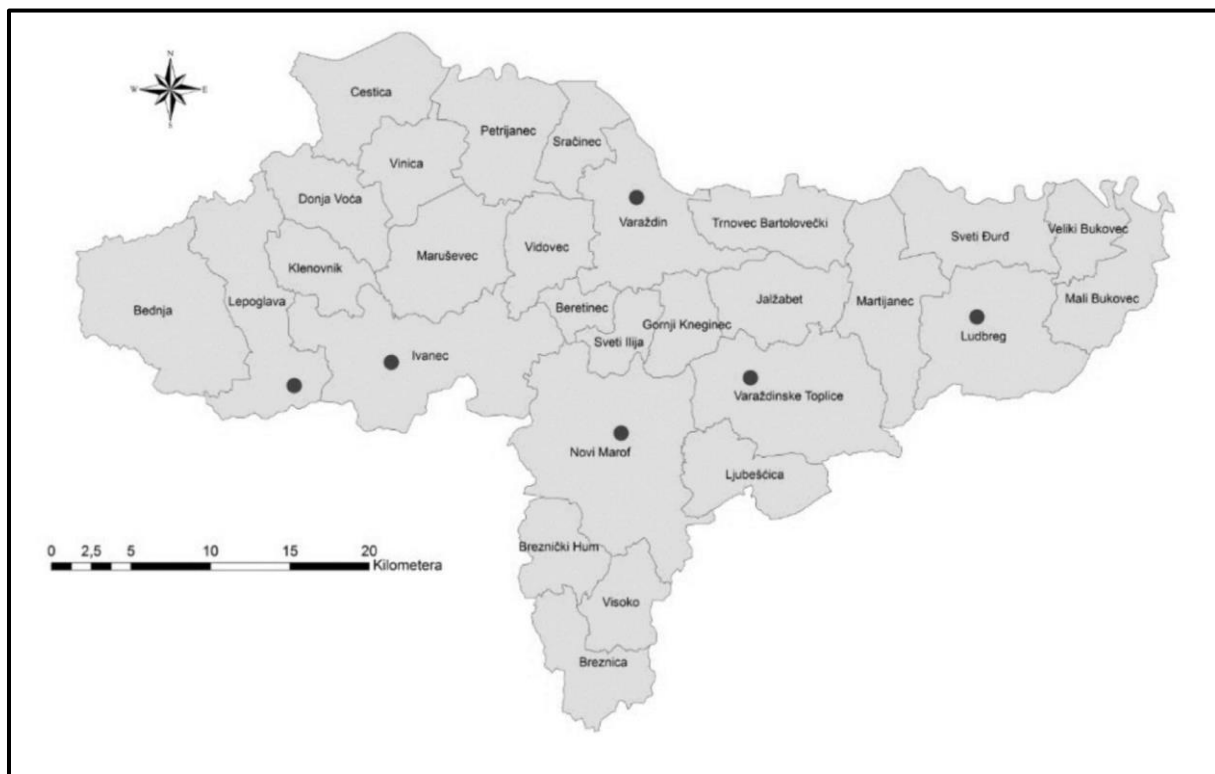 N
W E
S
Cestica
Petrijanec
Sračinec
Vinica
Donja Voća
Varaždin
Trnovec Bartolovečki
Veliki Bukovec
Sveti Đurđ
Vidovec
Maruševec
Klenovnik
Lepoglava
Bednja
Beretinec
Jalžabet
Martijanec
Mali Bukovec
Gornji Kneginec
Ludbreg
Sveti Ilija
Ivanec
Varaždinske Toplice
Novi Marof
Ljubešćica
Breznički Hum
0 2,5 5 10 15 20
Kilometera
Visoko
Breznica